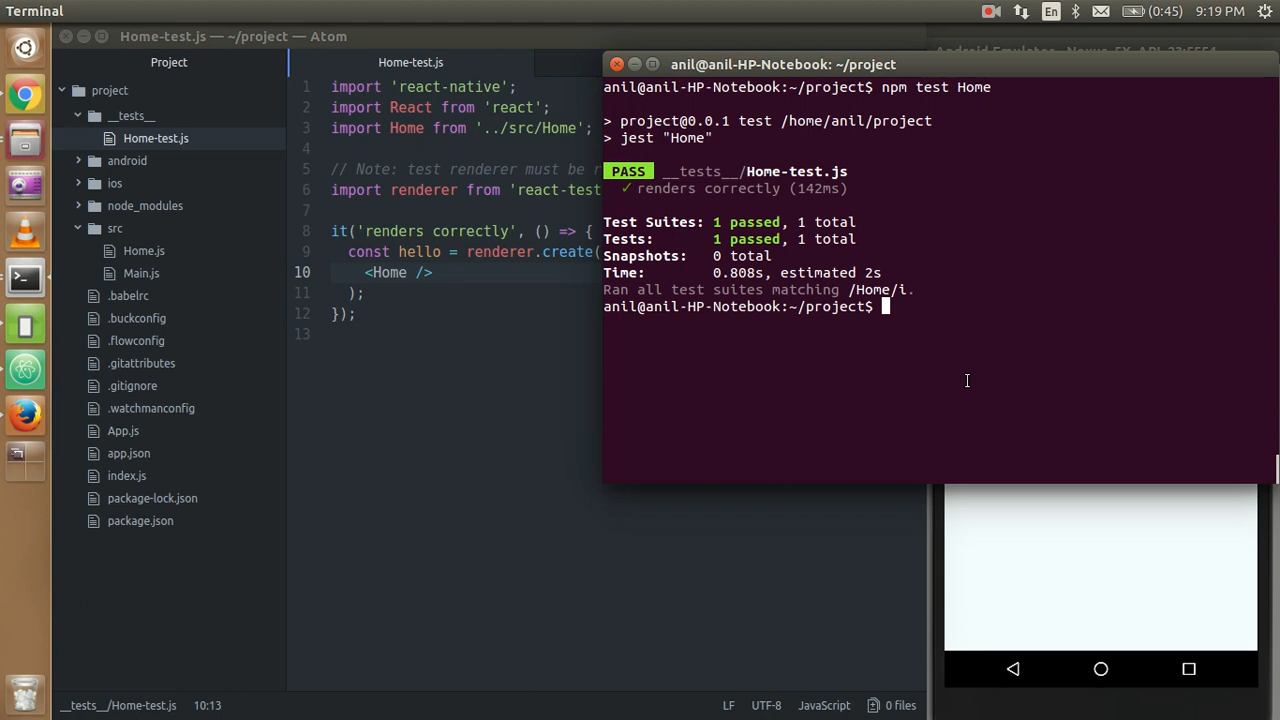 Terminal
En
(0:45)
9:19 PM
Home-test.js — ~/project — Atom
Project
project
__tests__
Home-test.js
android
ios
node_modules
src
Home.js
Main.js
.babelrc
.buckconfig
.flowconfig
.gitattributes
.gitignore
.watchmanconfig
App.js
app.json
index.js
package-lock.json
package.json
Home-test.js
1 import 'react-native';
2 import React from 'react';
3 import Home from '../src/Home';
4
5 // Note: test renderer must be r
6 import renderer from 'react-test
7
8 it('renders correctly', () => {
9 const hello = renderer.create(
10 <Home />
11 );
12 });
13
anil@anil-HP-Notebook: ~/project
anil@anil-HP-Notebook:~/project$ npm test Home
> project@0.0.1 test /home/anil/project
> jest "Home"
PASS __tests__/Home-test.js
✓ renders correctly (142ms)
Test Suites: 1 passed, 1 total
Tests: 1 passed, 1 total
Snapshots: 0 total
Time: 0.808s, estimated 2s
Ran all test suites matching /Home/i.
anil@anil-HP-Notebook:~/project$
__tests__/Home-test.js 10:13
LF UTF-8 JavaScript 0 files